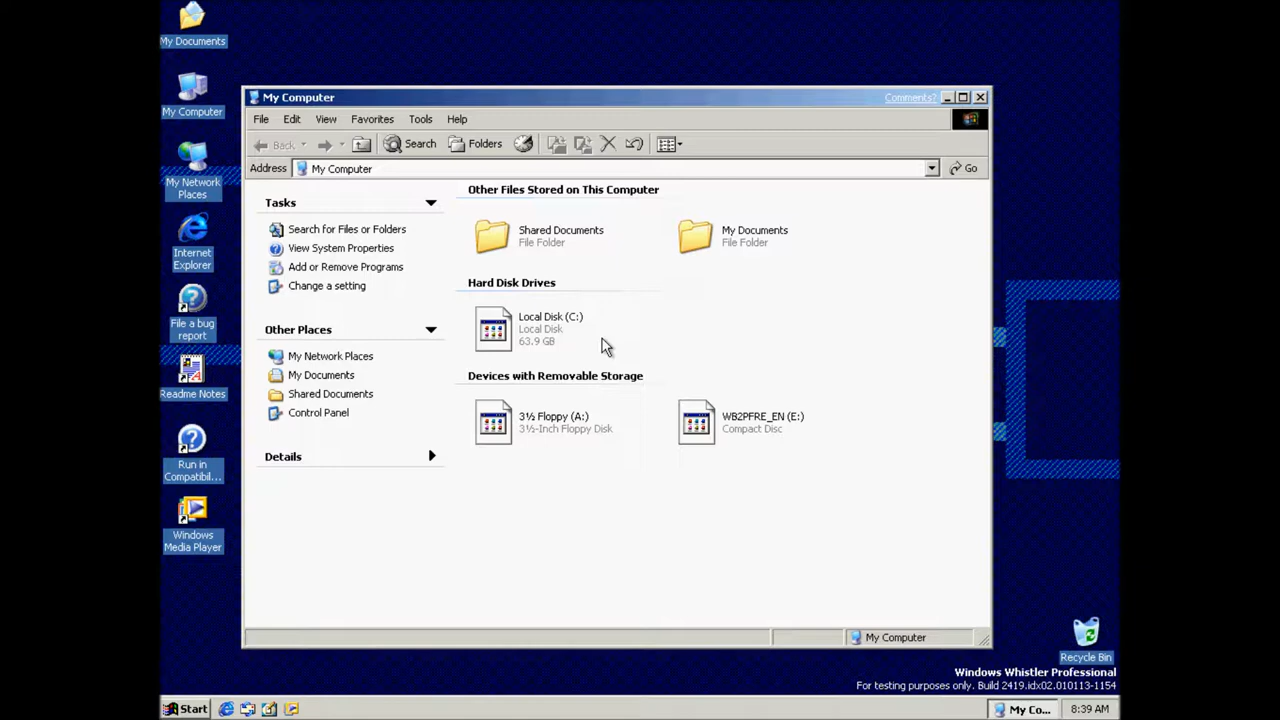 My Documents
My Computer
My Network
Places
Internet
Explorer
File a bug
report
Readme Notes
Run in
Compatibil...
Windows
Media Player
My Computer
Comments?
File Edit View Favorites Tools Help
Back Search Folders
Address My Computer Go
Tasks
Search for Files or Folders
View System Properties
Add or Remove Programs
Change a setting
Other Places
My Network Places
My Documents
Shared Documents
Control Panel
Details
Other Files Stored on This Computer
Shared Documents
File Folder
My Documents
File Folder
Hard Disk Drives
Local Disk (C:)
Local Disk
63.9 GB
Devices with Removable Storage
3½ Floppy (A:)
3½-Inch Floppy Disk
WB2PFRE_EN (E:)
Compact Disc
My Computer
Recycle Bin
Windows Whistler Professional
For testing purposes only. Build 2419.idx02.010113-1154
Start My Co... 8:39 AM